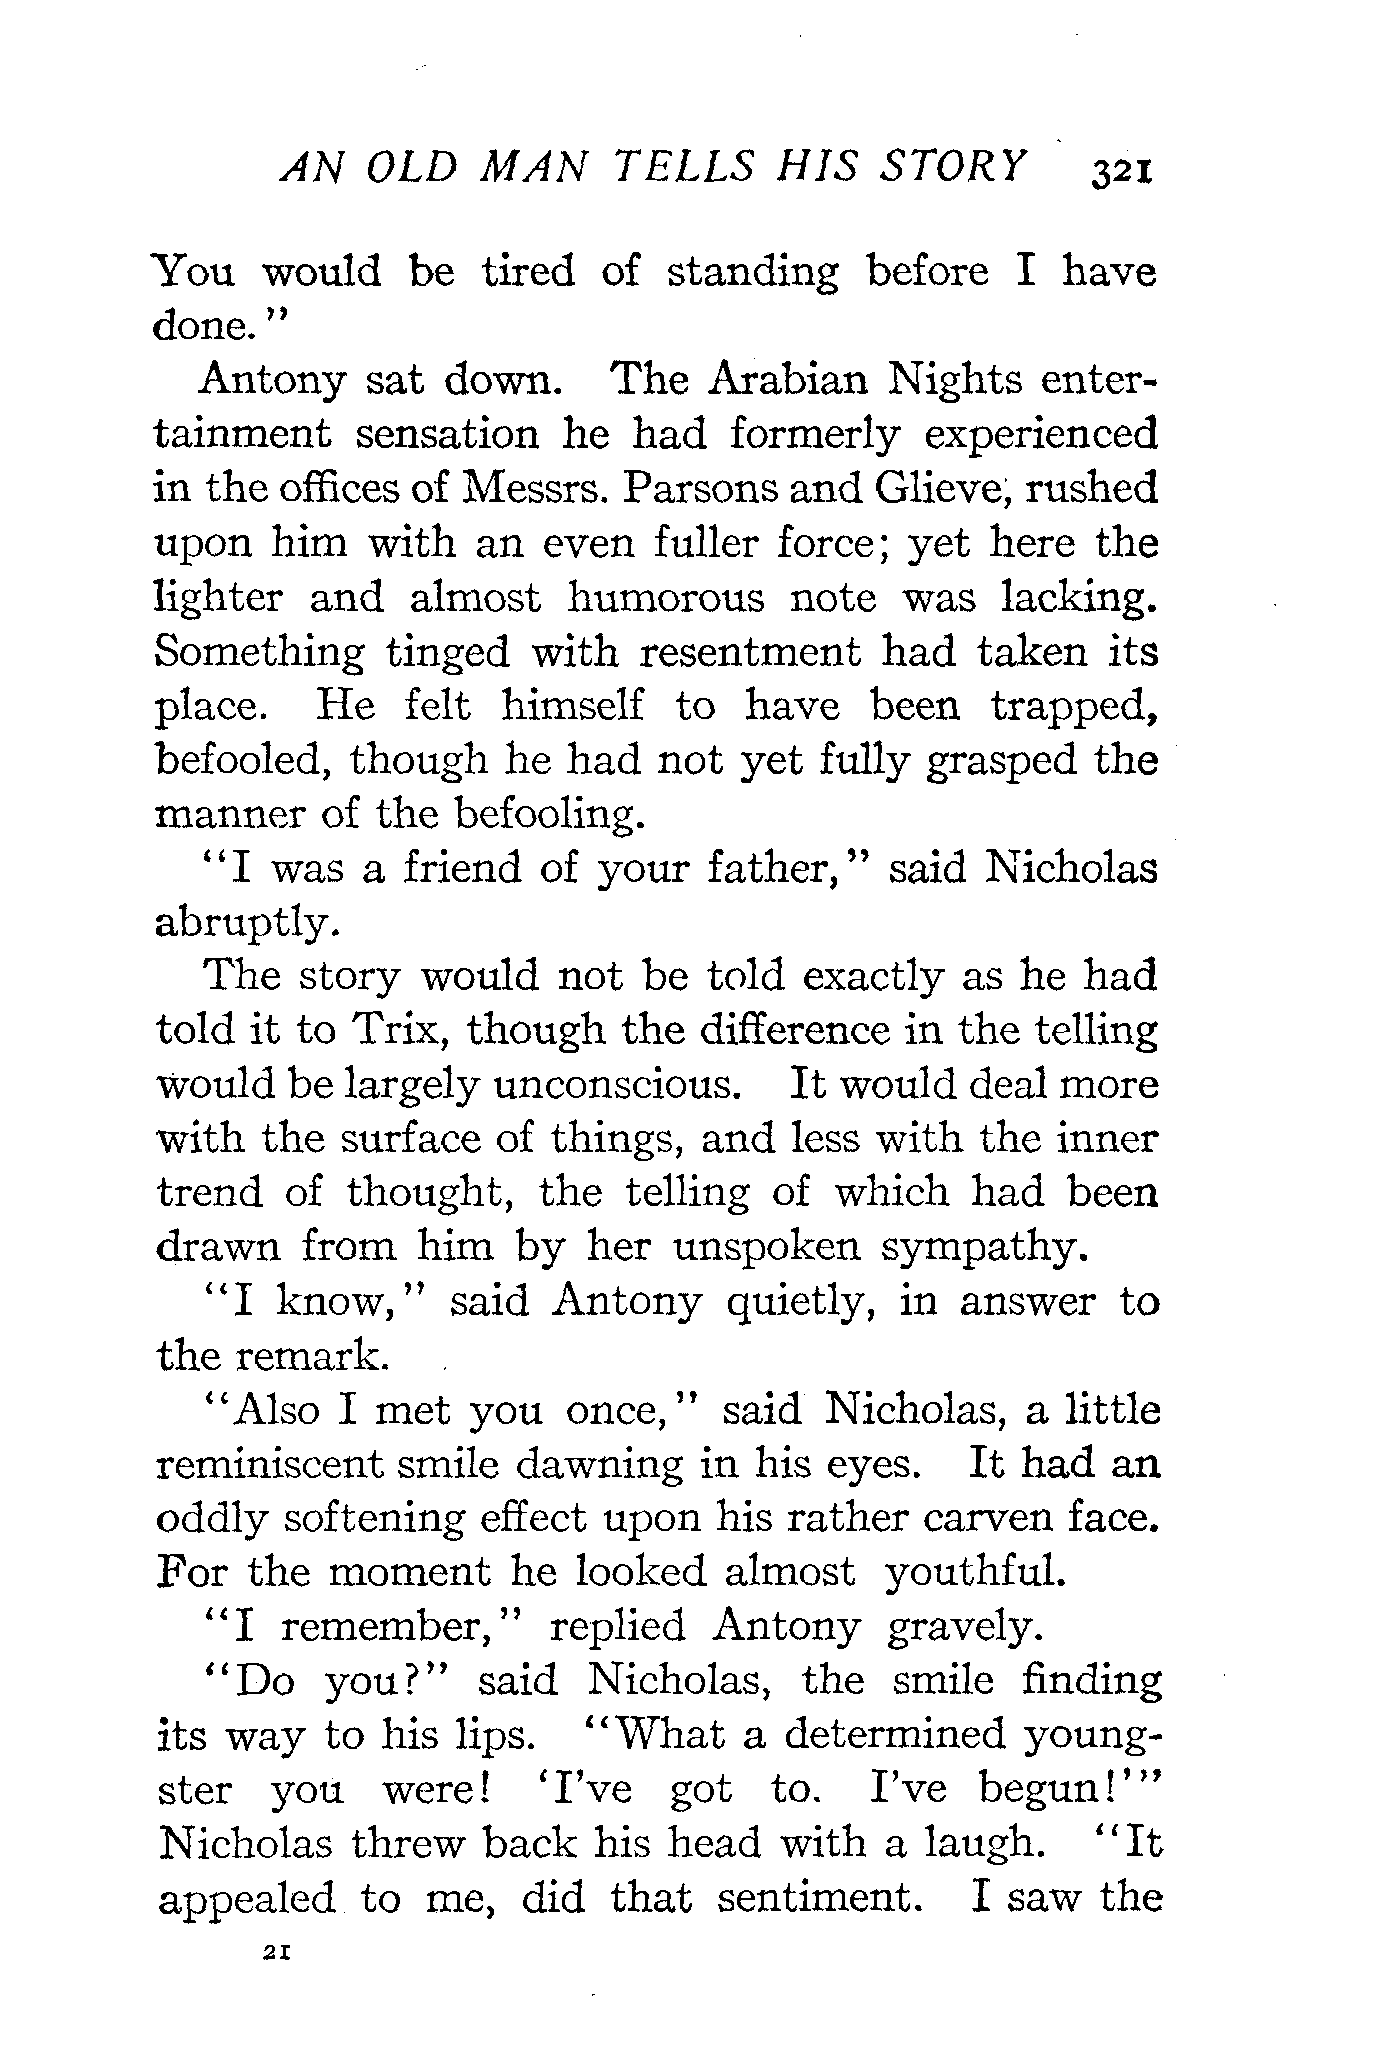 AN OLD MAN TELLS HIS STORY 321
You would be tired of standing before I have
done."
Antony sat down. The Arabian Nights enter-
tainment sensation he had formerly experienced
in the offices of Messrs. Parsons and Glieve, rushed
upon him with an even fuller force; yet here the
lighter and almost humorous note was lacking.
Something tinged with resentment had taken its
place. He felt himself to have been trapped,
befooled, though he had not yet fully grasped the
manner of the befooling.
"I was a friend of your father," said Nicholas
abruptly.
The story would not be told exactly as he had
told it to Trix, though the difference in the telling
would be largely unconscious. It would deal more
with the surface of things, and less with the inner
trend of thought, the telling of which had been
drawn from him by her unspoken sympathy.
"I know," said Antony quietly, in answer to
the remark.
"Also I met you once," said Nicholas, a little
reminiscent smile dawning in his eyes. It had an
oddly softening effect upon his rather carven face.
For the moment he looked almost youthful.
"I remember," replied Antony gravely.
"Do you?" said Nicholas, the smile finding
its way to his lips. "What a determined young-
ster you were! 'I've got to. I've begun!'"
Nicholas threw back his head with a laugh. "It
appealed to me, did that sentiment. I saw the
21